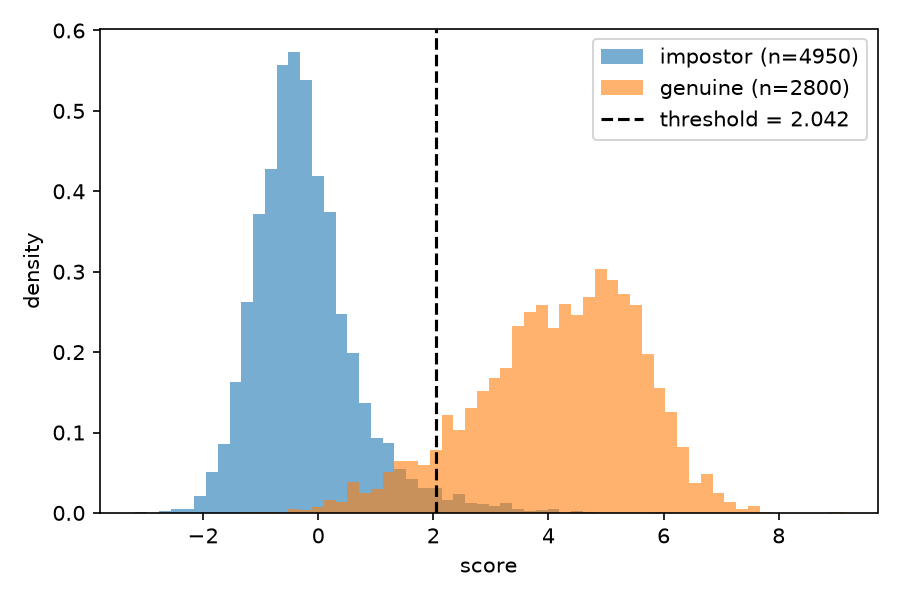 impostor (n=4950)
genuine (n=2800)
threshold = 2.042
density
0.6
0.5
0.4
0.3
0.2
0.1
0.0
−2 0 2 4 6 8
score